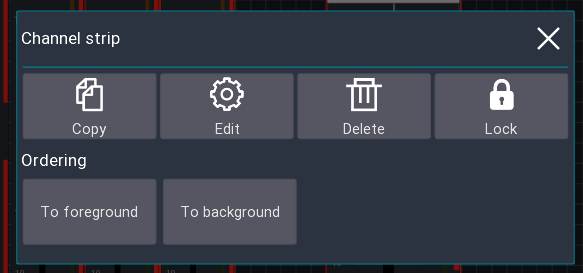 Channel strip
Copy
Edit
Delete
Lock
Ordering
To foreground
To background